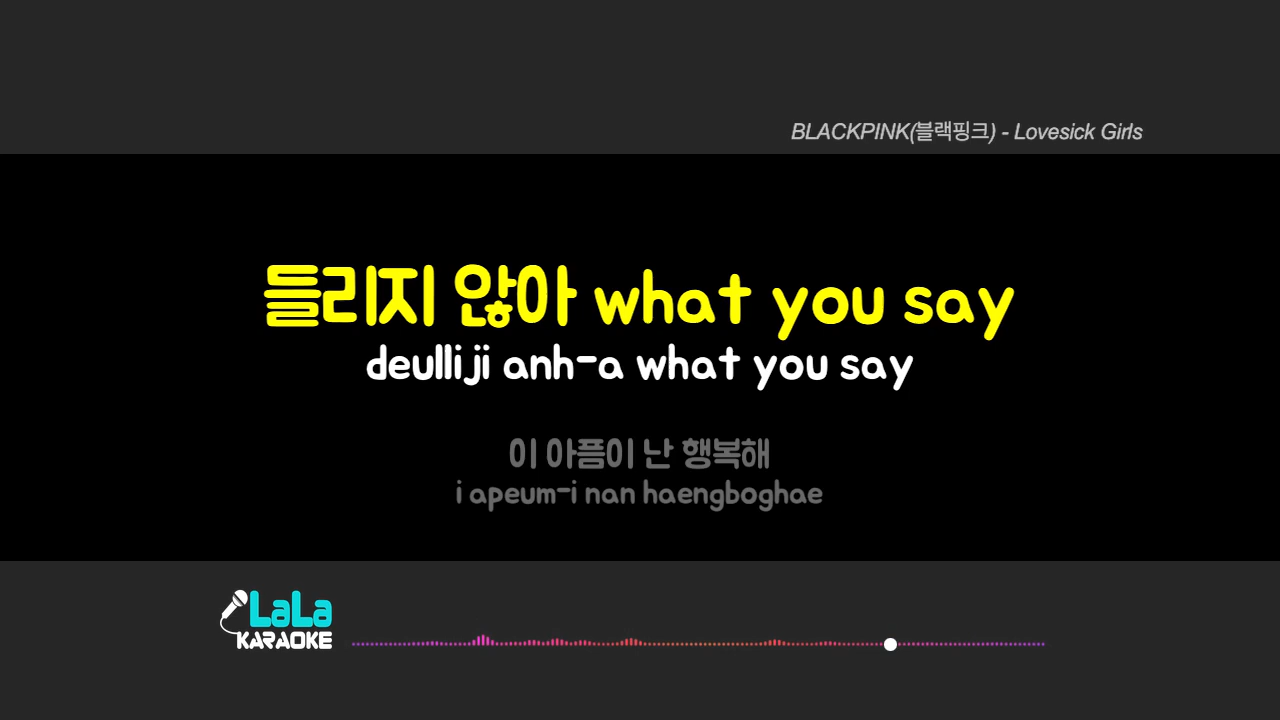 BLACKPINK(블랙핑크) - Lovesick Girls
들리지 않아 what you say
deulliji anh-a what you say
이 아픔이 난 행복해
i apeum-i nan haengboghae
LaLa
KARAOKE